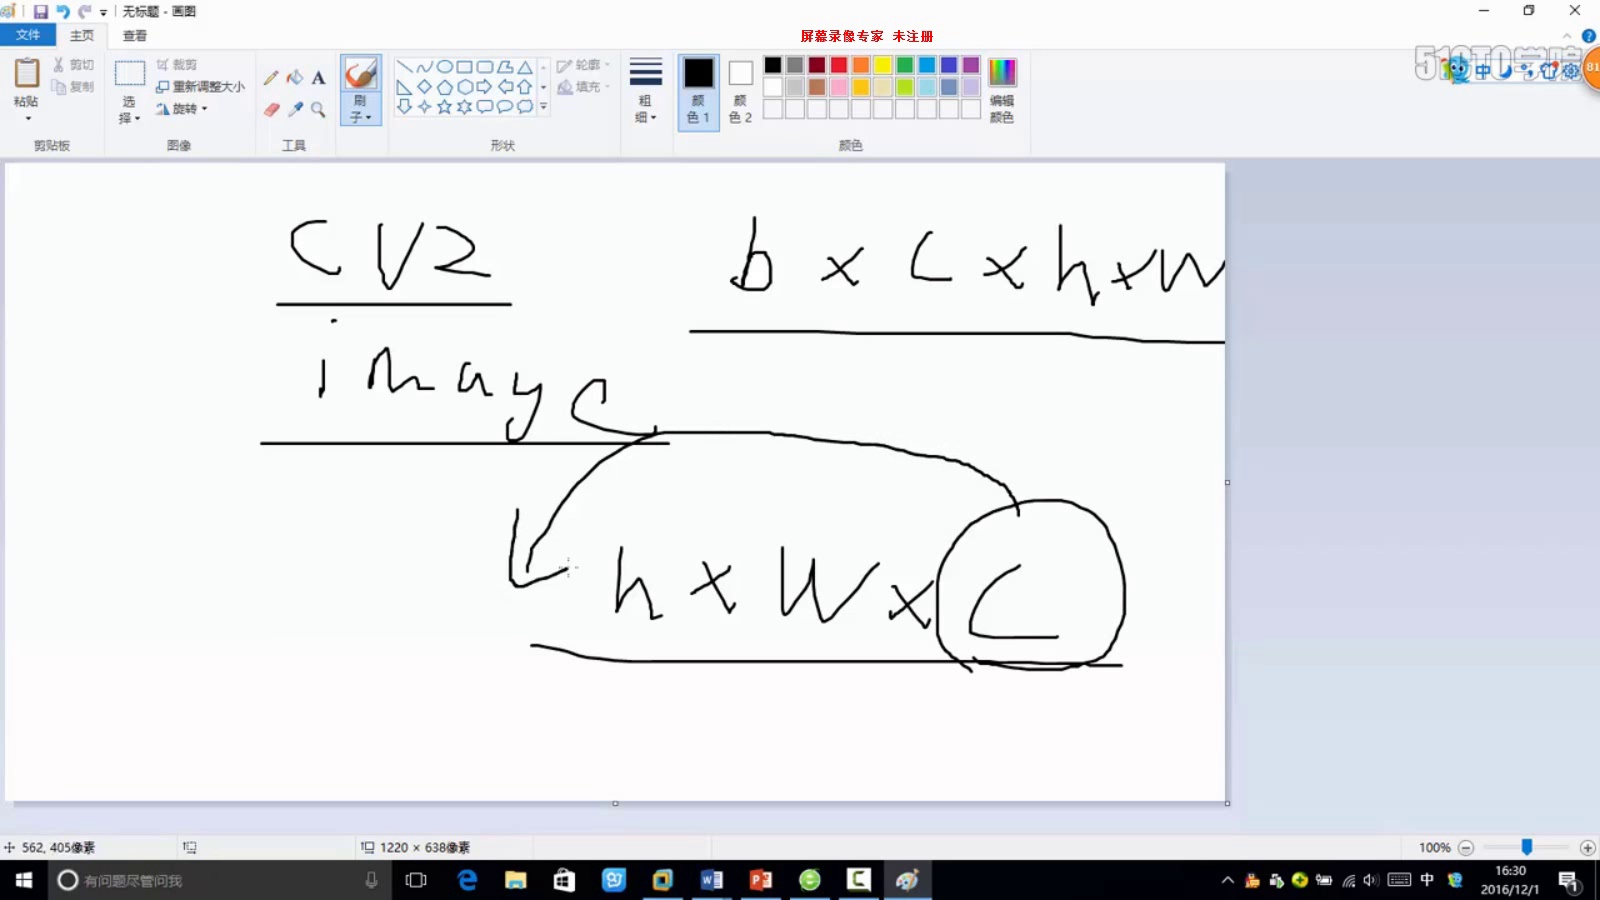 无标题 - 画图
文件 主页 查看
屏幕录像专家 未注册
粘贴 剪切 复制
选择 裁剪 重新调整大小 旋转
A
刷子
轮廓 填充
粗细
颜色 1
颜色 2
编辑颜色
剪贴板 图像 工具 形状 颜色
51CTO学院 中 81
CV2
b × C × h × W
image
h × W × C
562, 405像素 1220 × 638像素 100%
有问题尽管问我
中
16:30
2016/12/1
1